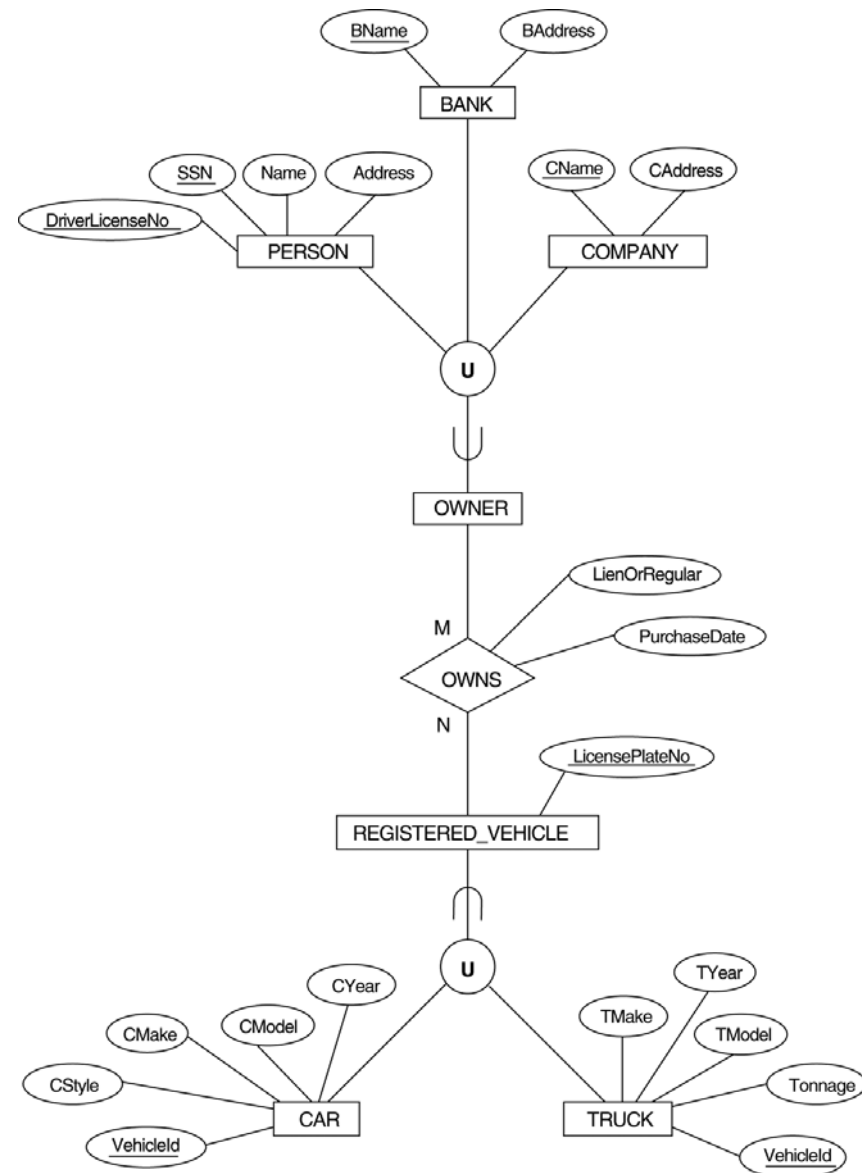 BName
BAddress
BANK
SSN
Name
Address
CName
CAddress
DriverLicenseNo
PERSON
COMPANY
U
OWNER
LienOrRegular
M
PurchaseDate
OWNS
N
LicensePlateNo
REGISTERED_VEHICLE
U
CYear
TYear
CModel
TMake
CMake
TModel
CStyle
Tonnage
CAR
TRUCK
VehicleId
VehicleId